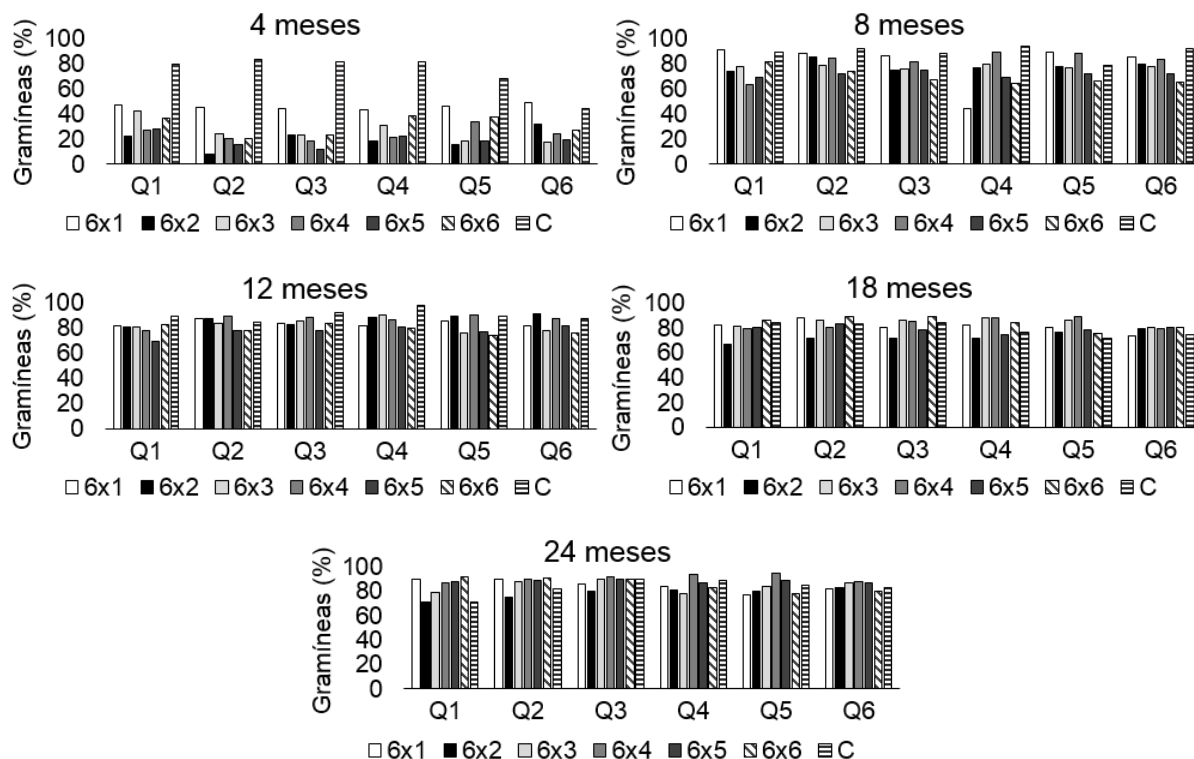 4 meses
Gramíneas (%)
100
80
60
40
20
0
Q1 Q2 Q3 Q4 Q5 Q6
6x1 6x2 6x3 6x4 6x5 6x6 C
8 meses
Gramíneas (%)
100
80
60
40
20
0
Q1 Q2 Q3 Q4 Q5 Q6
6x1 6x2 6x3 6x4 6x5 6x6 C
12 meses
Gramíneas (%)
100
80
60
40
20
0
Q1 Q2 Q3 Q4 Q5 Q6
6x1 6x2 6x3 6x4 6x5 6x6 C
18 meses
Gramíneas (%)
100
80
60
40
20
0
Q1 Q2 Q3 Q4 Q5 Q6
6x1 6x2 6x3 6x4 6x5 6x6 C
24 meses
Gramíneas (%)
100
80
60
40
20
0
Q1 Q2 Q3 Q4 Q5 Q6
6x1 6x2 6x3 6x4 6x5 6x6 C